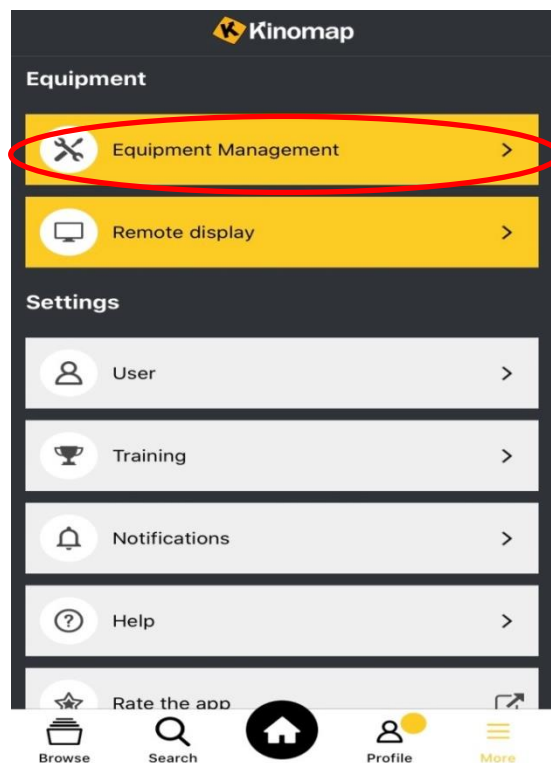 Kinomap
Equipment
Equipment Management
Remote display
Settings
User
Training
Notifications
Help
Rate the app
Browse
Search
Profile
More